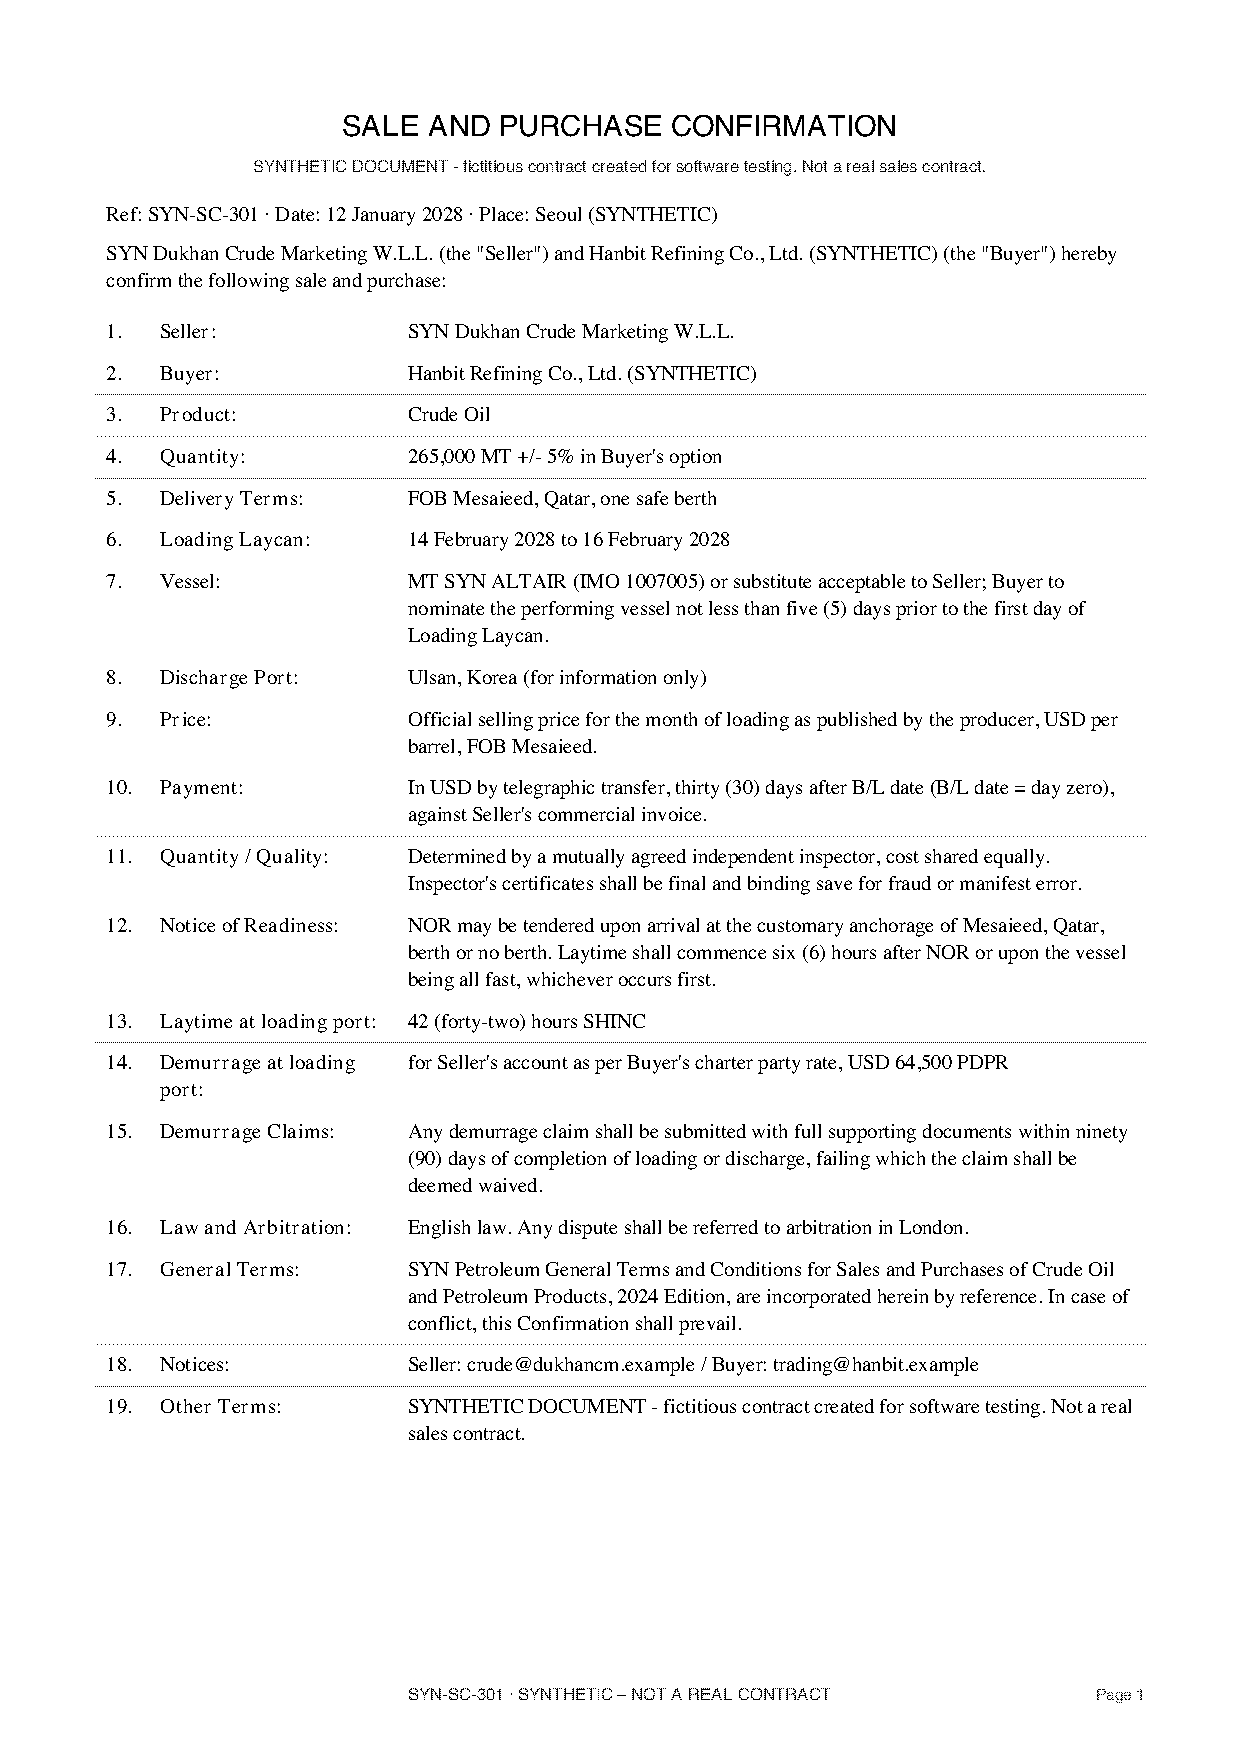 SALE AND PURCHASE CONFIRMATION
SYNTHETIC DOCUMENT - fictitious contract created for software testing. Not a real sales contract.
Ref: SYN-SC-301 · Date: 12 January 2028 · Place: Seoul (SYNTHETIC)
SYN Dukhan Crude Marketing W.L.L. (the "Seller") and Hanbit Refining Co., Ltd. (SYNTHETIC) (the "Buyer") hereby
confirm the following sale and purchase:
1. Seller: SYN Dukhan Crude Marketing W.L.L.
2. Buyer: Hanbit Refining Co., Ltd. (SYNTHETIC)
3. Product: Crude Oil
4. Quantity: 265,000 MT +/- 5% in Buyer's option
5. Delivery Terms: FOB Mesaieed, Qatar, one safe berth
6. Loading Laycan: 14 February 2028 to 16 February 2028
7. Vessel: MT SYN ALTAIR (IMO 1007005) or substitute acceptable to Seller; Buyer to
nominate the performing vessel not less than five (5) days prior to the first day of
Loading Laycan.
8. Discharge Port: Ulsan, Korea (for information only)
9. Price: Official selling price for the month of loading as published by the producer, USD per
barrel, FOB Mesaieed.
10. Payment: In USD by telegraphic transfer, thirty (30) days after B/L date (B/L date = day zero),
against Seller's commercial invoice.
11. Quantity / Quality: Determined by a mutually agreed independent inspector, cost shared equally.
Inspector's certificates shall be final and binding save for fraud or manifest error.
12. Notice of Readiness: NOR may be tendered upon arrival at the customary anchorage of Mesaieed, Qatar,
berth or no berth. Laytime shall commence six (6) hours after NOR or upon the vessel
being all fast, whichever occurs first.
13. Laytime at loading port: 42 (forty-two) hours SHINC
14. Demurrage at loading for Seller's account as per Buyer's charter party rate, USD 64,500 PDPR
port:
15. Demurrage Claims: Any demurrage claim shall be submitted with full supporting documents within ninety
(90) days of completion of loading or discharge, failing which the claim shall be
deemed waived.
16. Law and Arbitration: English law. Any dispute shall be referred to arbitration in London.
17. General Terms: SYN Petroleum General Terms and Conditions for Sales and Purchases of Crude Oil
and Petroleum Products, 2024 Edition, are incorporated herein by reference. In case of
conflict, this Confirmation shall prevail.
18. Notices: Seller: crude@dukhancm.example / Buyer: trading@hanbit.example
19. Other Terms: SYNTHETIC DOCUMENT - fictitious contract created for software testing. Not a real
sales contract.
SYN-SC-301 · SYNTHETIC – NOT A REAL CONTRACT Page 1